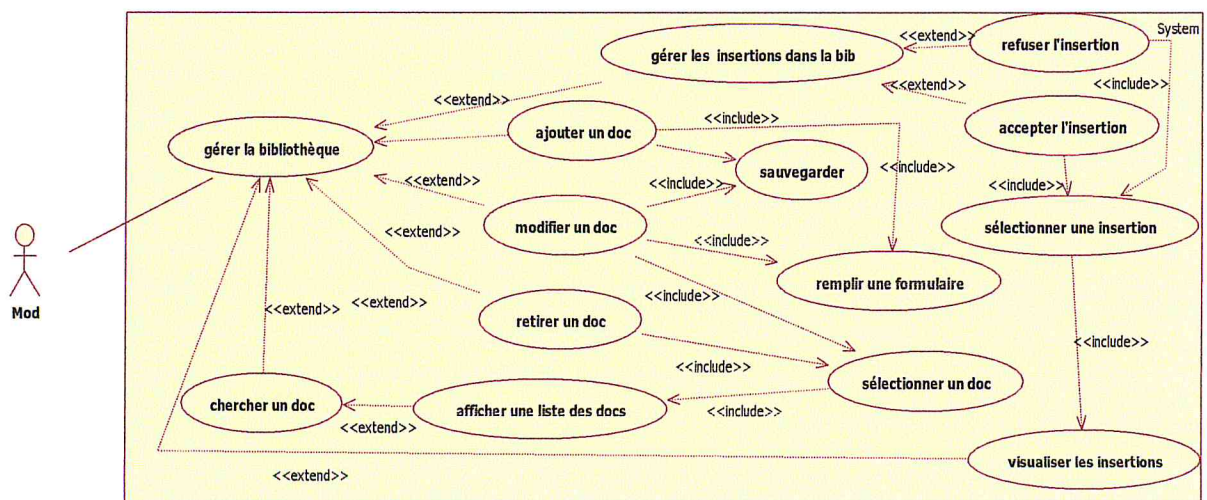 System
<<extend>>
refuser l'insertion
gérer les insertions dans la bib
<<extend>>
<<include>>
<<extend>>
ajouter un doc
<<include>>
accepter l'insertion
gérer la bibliothèque
sauvegarder
<<include>>
<<extend>>
<<include>>
<<include>>
modifier un doc
sélectionner une insertion
<<extend>>
<<include>>
remplir une formulaire
Mod
<<extend>>
<<extend>>
<<include>>
retirer un doc
<<include>>
<<include>>
sélectionner un doc
chercher un doc
afficher une liste des docs
<<include>>
<<extend>>
visualiser les insertions
<<extend>>